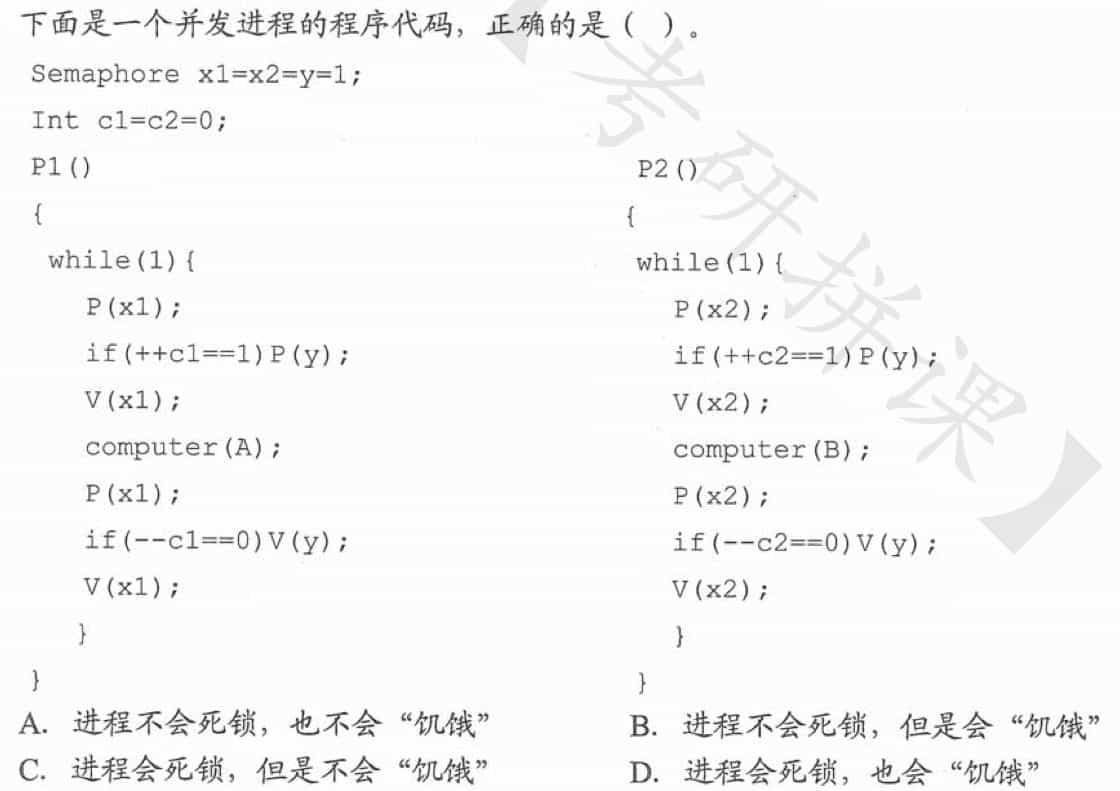 下面是一个并发进程的程序代码，正确的是（  ）。
Semaphore x1=x2=y=1;
Int c1=c2=0;
P1()
{
while(1){
P(x1);
if(++c1==1)P(y);
V(x1);
computer(A);
P(x1);
if(--c1==0)V(y);
V(x1);
}
}
P2()
{
while(1){
P(x2);
if(++c2==1)P(y);
V(x2);
computer(B);
P(x2);
if(--c2==0)V(y);
V(x2);
}
}
A. 进程不会死锁，也不会“饥饿”
B. 进程不会死锁，但是会“饥饿”
C. 进程会死锁，但是不会“饥饿”
D. 进程会死锁，也会“饥饿”
【考研拼课】